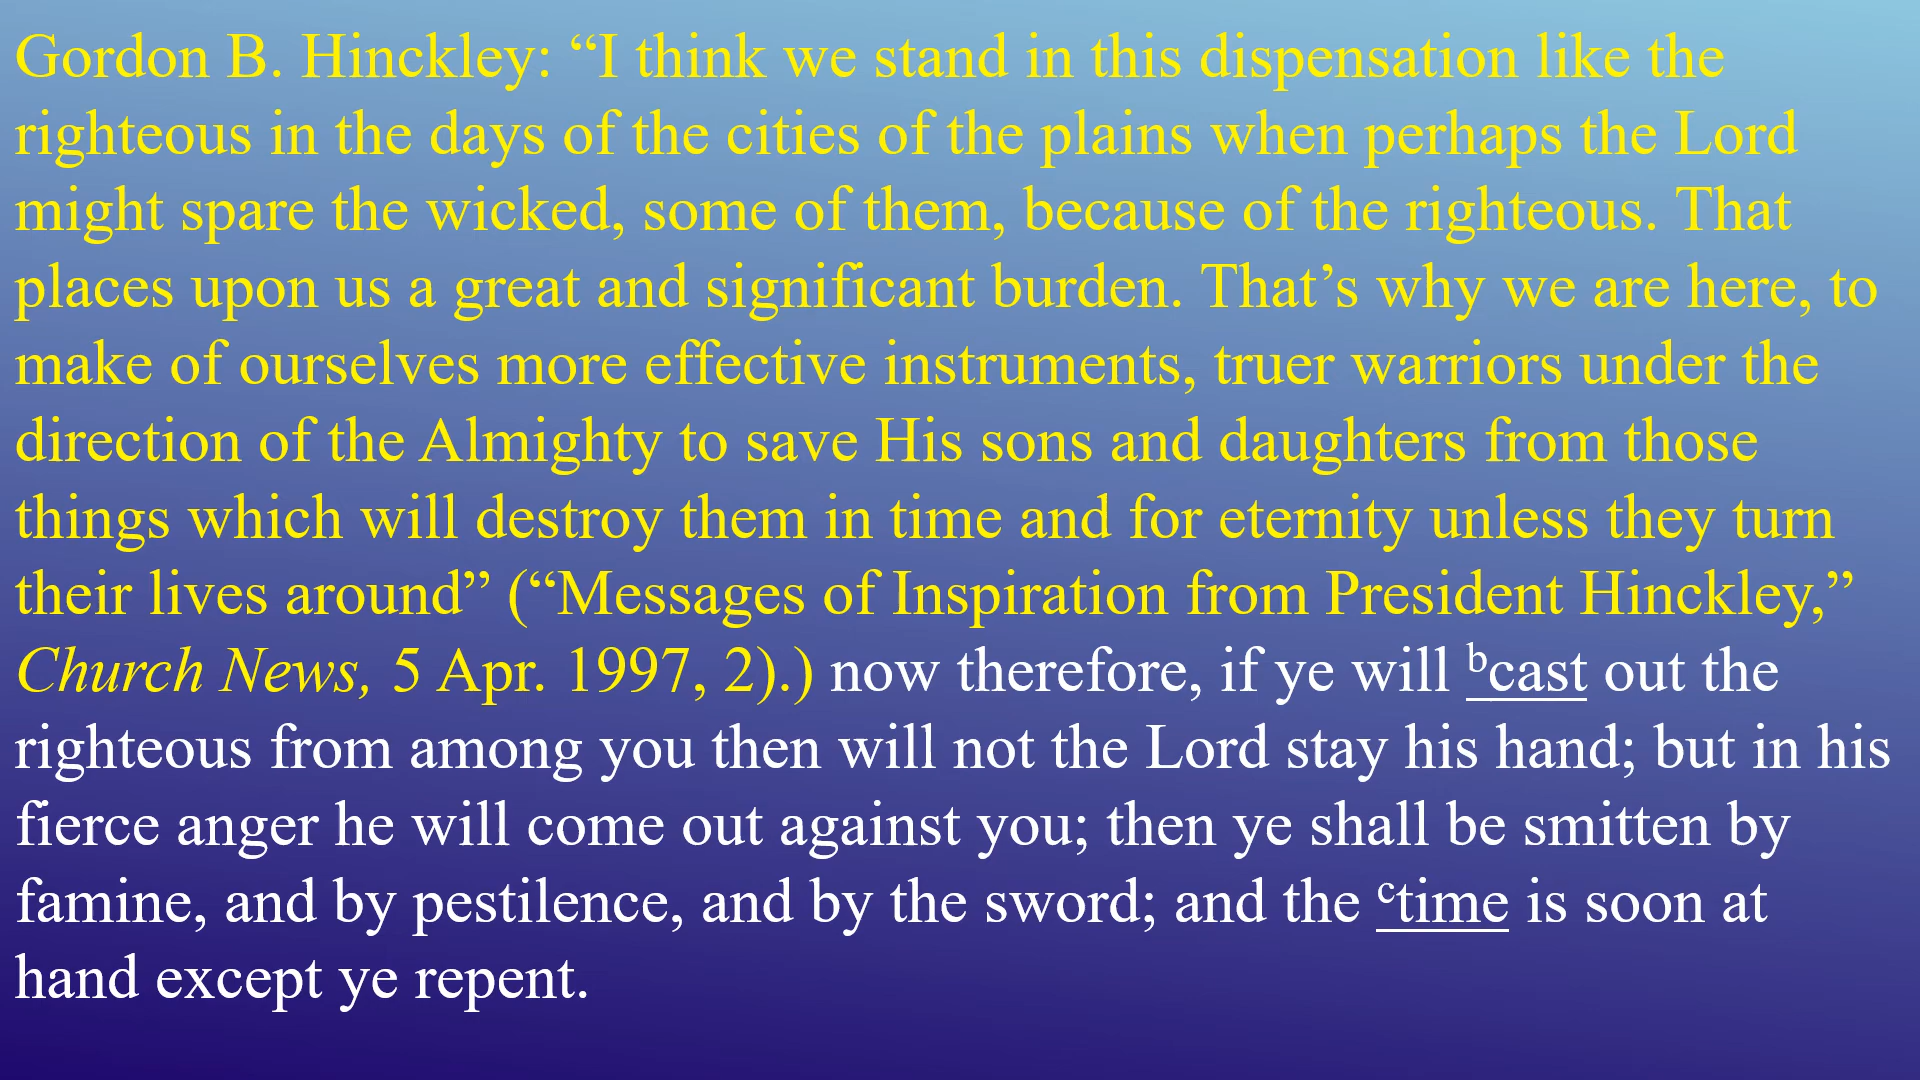 Gordon B. Hinckley: “I think we stand in this dispensation like the
righteous in the days of the cities of the plains when perhaps the Lord
might spare the wicked, some of them, because of the righteous. That
places upon us a great and significant burden. That’s why we are here, to
make of ourselves more effective instruments, truer warriors under the
direction of the Almighty to save His sons and daughters from those
things which will destroy them in time and for eternity unless they turn
their lives around” (“Messages of Inspiration from President Hinckley,”
Church News, 5 Apr. 1997, 2).) now therefore, if ye will bcast out the
righteous from among you then will not the Lord stay his hand; but in his
fierce anger he will come out against you; then ye shall be smitten by
famine, and by pestilence, and by the sword; and the ctime is soon at
hand except ye repent.